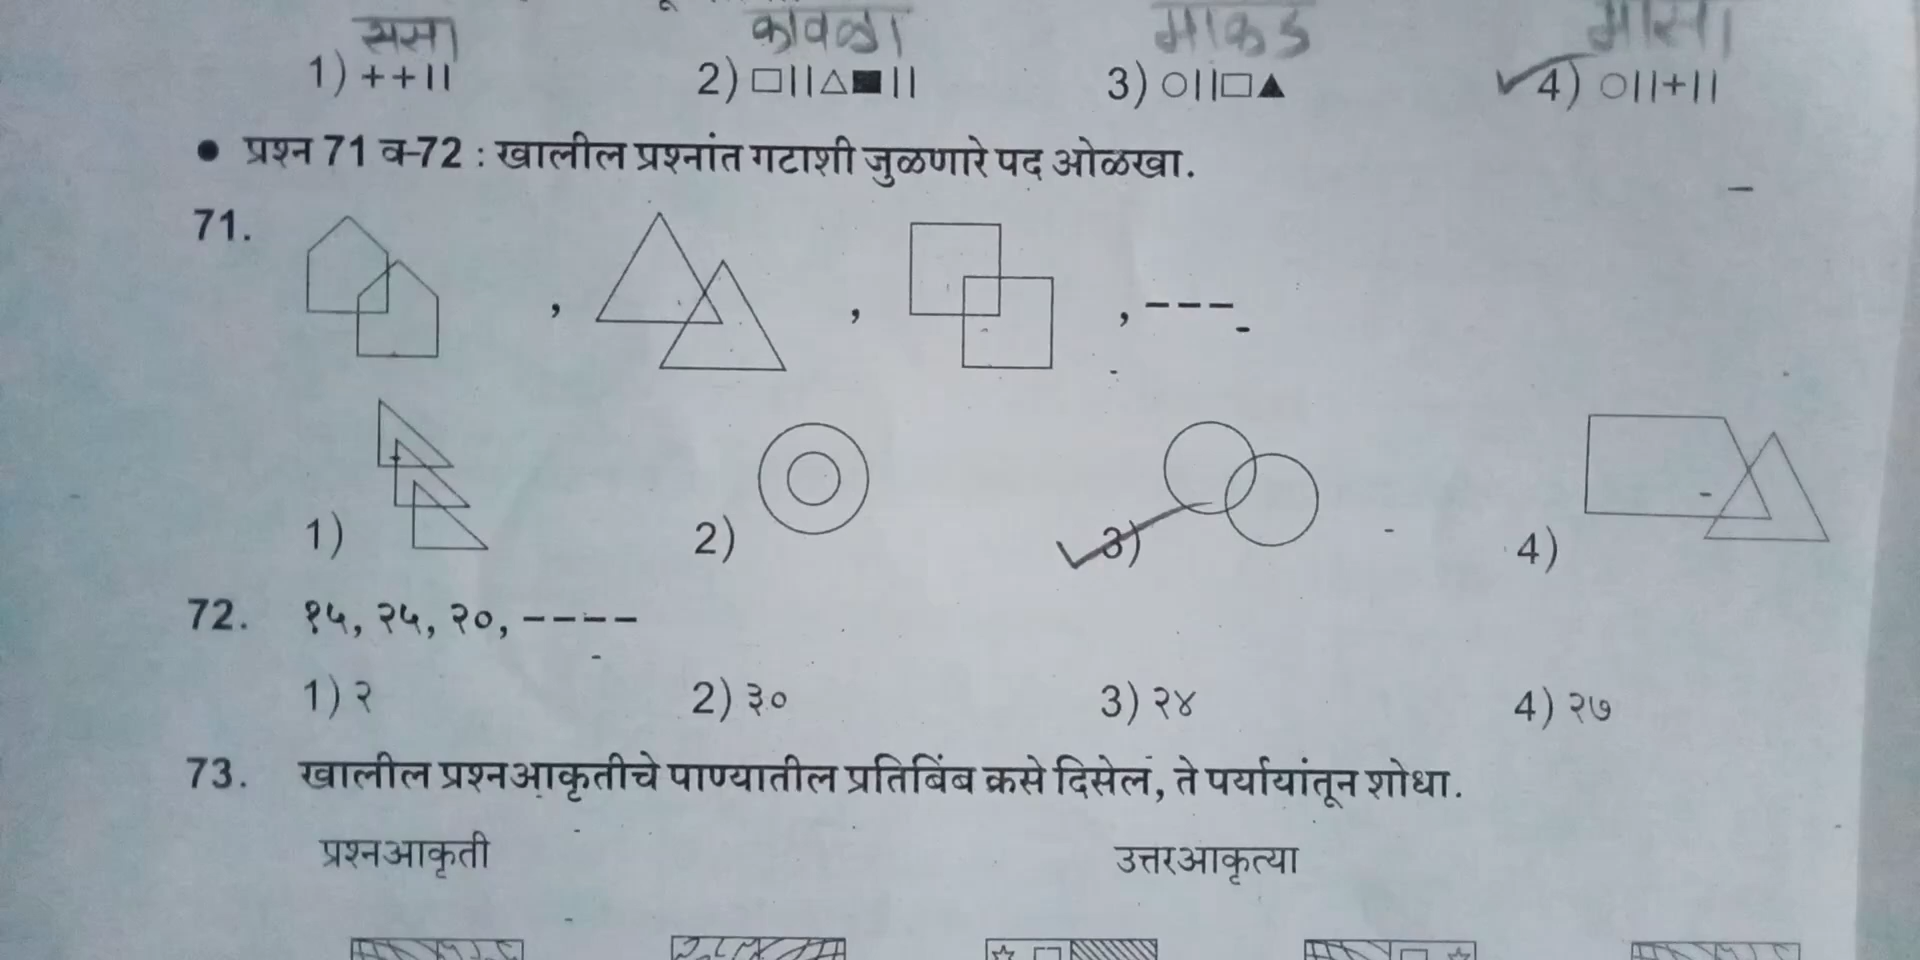 ससा कावळा माकड मासा
1) ++|| 2) □||△■|| 3) ○||□▲ 4) ○||+||
• प्रश्न 71 व 72 : खालील प्रश्नांत गटाशी जुळणारे पद ओळखा.
71. , , , ---
1) 2) 3) 4)
72. १५, २५, २०, ----
1) २ 2) ३० 3) २४ 4) २७
73. खालील प्रश्नआकृतीचे पाण्यातील प्रतिबिंब कसे दिसेल, ते पर्यायांतून शोधा.
प्रश्नआकृती उत्तरआकृत्या